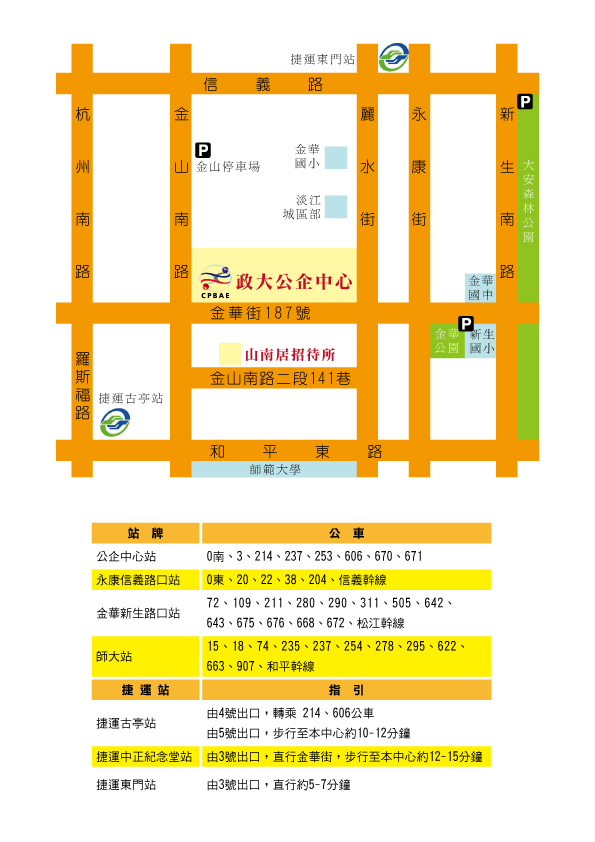 捷運東門站
信義路
杭州南路
金山南路
麗水街
永康街
新生南路
P
P
金山停車場
金華
國小
大安森林公園
淡江
城區部
CPBAE
政大公企中心
金華
國中
金華街187號
P
金華
公園
新生
國小
山南居招待所
羅斯福路
金山南路二段141巷
捷運古亭站
和平東路
師範大學
站牌 公車
公企中心站 0南、3、214、237、253、606、670、671
永康信義路口站 0東、20、22、38、204、信義幹線
金華新生路口站 72、109、211、280、290、311、505、642、
643、675、676、668、672、松江幹線
師大站 15、18、74、235、237、254、278、295、622、
663、907、和平幹線
捷運站 指引
捷運古亭站 由4號出口，轉乘 214、606公車
由5號出口，步行至本中心約10-12分鐘
捷運中正紀念堂站 由3號出口，直行金華街，步行至本中心約12-15分鐘
捷運東門站 由3號出口，直行約5-7分鐘